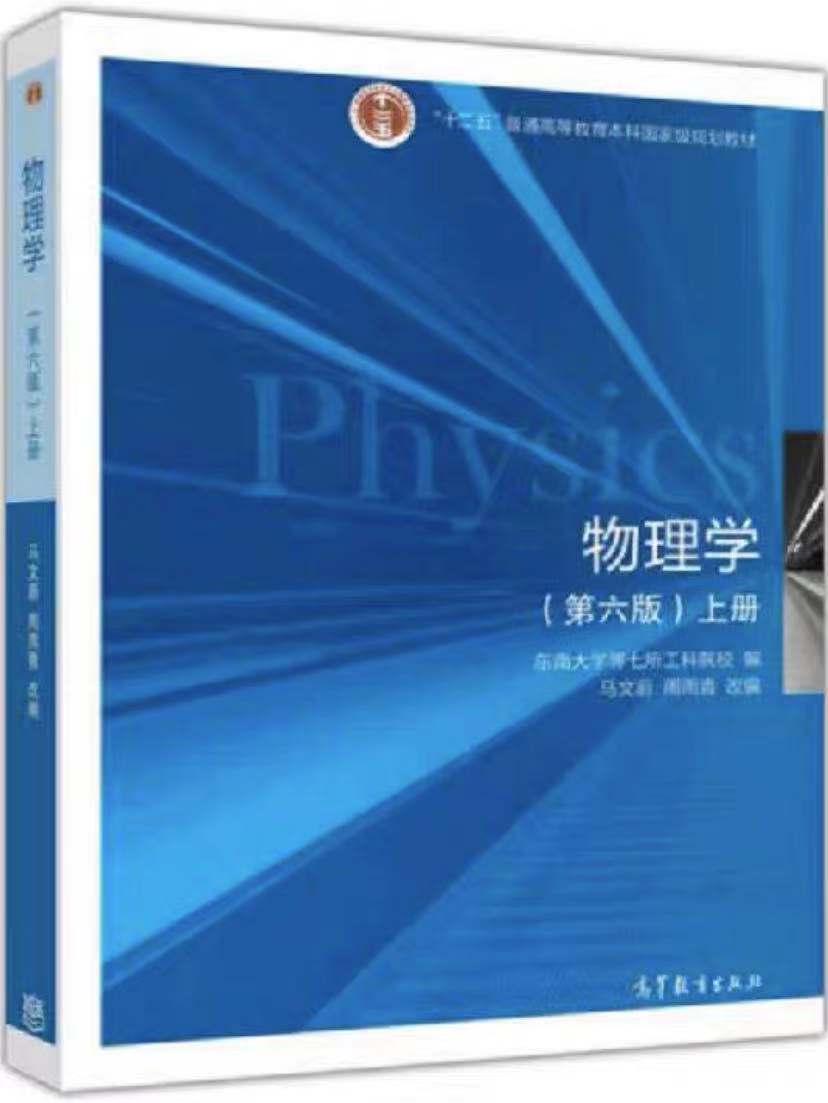 物理学
(第六版)上册
马文蔚 周雨青 改编
十二五
"十二五"普通高等教育本科国家级规划教材
Physics
物理学
(第六版)上册
东南大学等七所工科院校 编
马文蔚 周雨青 改编
高等教育出版社